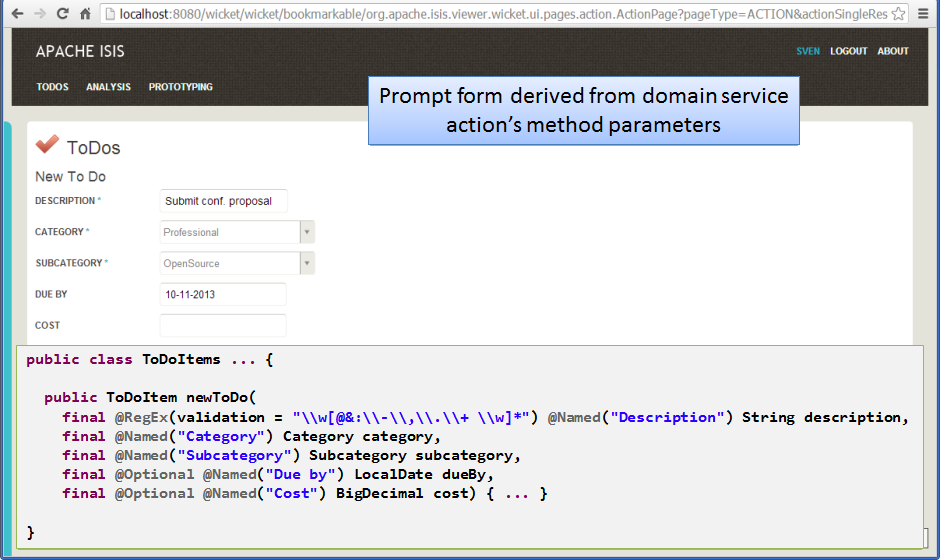 localhost:8080/wicket/wicket/bookmarkable/org.apache.isis.viewer.wicket.ui.pages.action.ActionPage?pageType=ACTION&actionSingleRes
APACHE ISIS
SVEN LOGOUT ABOUT
TODOS ANALYSIS PROTOTYPING
Prompt form derived from domain service
action's method parameters
ToDos
New To Do
DESCRIPTION * Submit conf. proposal
CATEGORY * Professional
SUBCATEGORY * OpenSource
DUE BY 10-11-2013
COST
public class ToDoItems ... {
public ToDoItem newToDo(
final @RegEx(validation = "\\w[@&:\\-\\,\\.\\+ \\w]*") @Named("Description") String description,
final @Named("Category") Category category,
final @Named("Subcategory") Subcategory subcategory,
final @Optional @Named("Due by") LocalDate dueBy,
final @Optional @Named("Cost") BigDecimal cost) { ... }
}